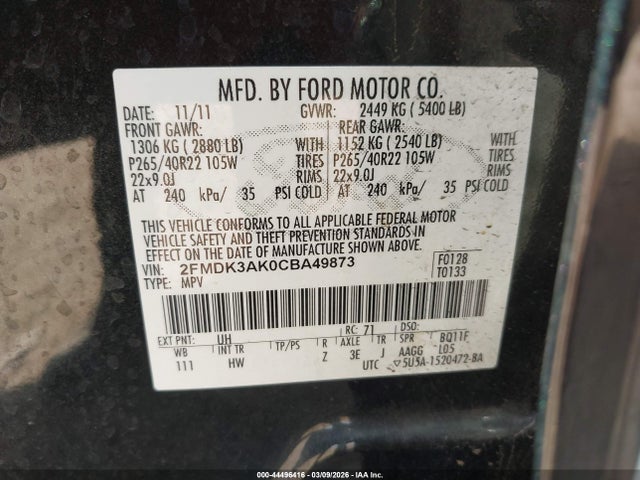 MFD. BY FORD MOTOR CO.
DATE: 11/11 GVWR: 2449 KG ( 5400 LB)
FRONT GAWR: REAR GAWR:
1306 KG ( 2880 LB) WITH 1152 KG ( 2540 LB) WITH
P265/40R22 105W TIRES P265/40R22 105W TIRES
22x9.0J RIMS 22x9.0J RIMS
AT 240 kPa/ 35 PSI COLD AT 240 kPa/ 35 PSI COLD
THIS VEHICLE CONFORMS TO ALL APPLICABLE FEDERAL MOTOR
VEHICLE SAFETY AND THEFT PREVENTION STANDARDS IN
EFFECT ON THE DATE OF MANUFACTURE SHOWN ABOVE.
VIN: 2FMDK3AK0CBA49873 F0128
TYPE: MPV T0133
EXT PNT: UH RC: 71 DSO:
WB INT TR TP/PS R AXLE TR SPR BQ11F
111 HW Z 3E J AAGG L05
UTC ▽5U5A-1520472-BA
000-44496416 - 03/09/2026 - IAA Inc.